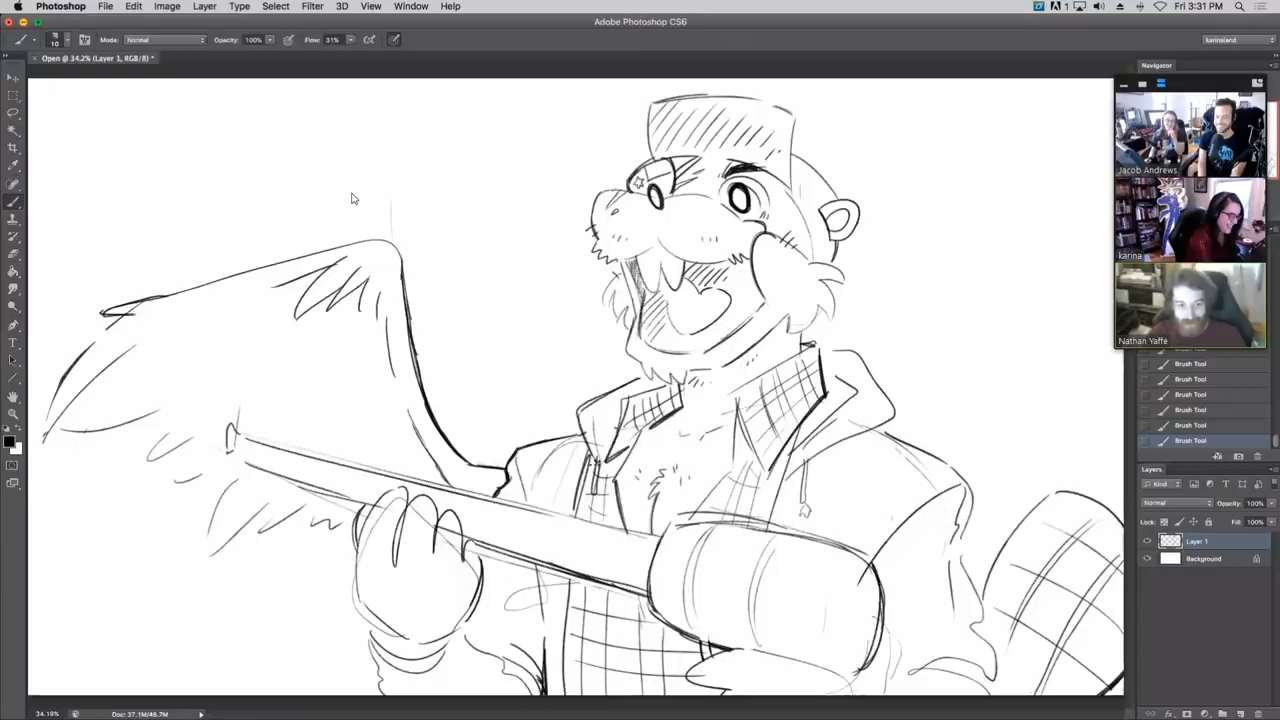 Photoshop File Edit Image Layer Type Select Filter 3D View Window Help
1 Fri 3:31 PM
Adobe Photoshop CS6
10 Mode: Normal Opacity: 100% Flow: 31% karinsland
Open @ 34.2% (Layer 1, RGB/8) *
Navigator
Jacob Andrews
karina
Nathan Yaffe
Brush Tool
Brush Tool
Brush Tool
Brush Tool
Brush Tool
Brush Tool
Layers
Kind
Normal Opacity: 100%
Lock: Fill: 100%
Layer 1
Background
34.18% Doc: 37.1M/46.7M